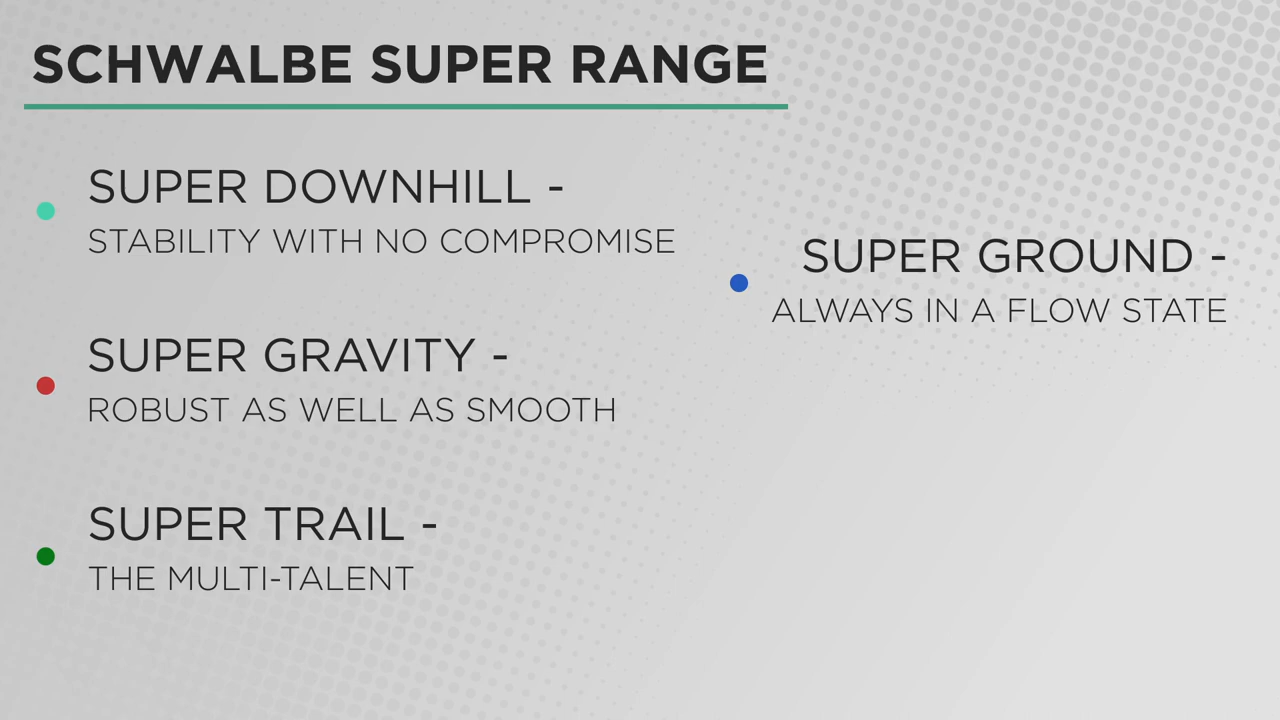 SCHWALBE SUPER RANGE
SUPER DOWNHILL -
STABILITY WITH NO COMPROMISE
SUPER GRAVITY -
ROBUST AS WELL AS SMOOTH
SUPER TRAIL -
THE MULTI-TALENT
SUPER GROUND -
ALWAYS IN A FLOW STATE